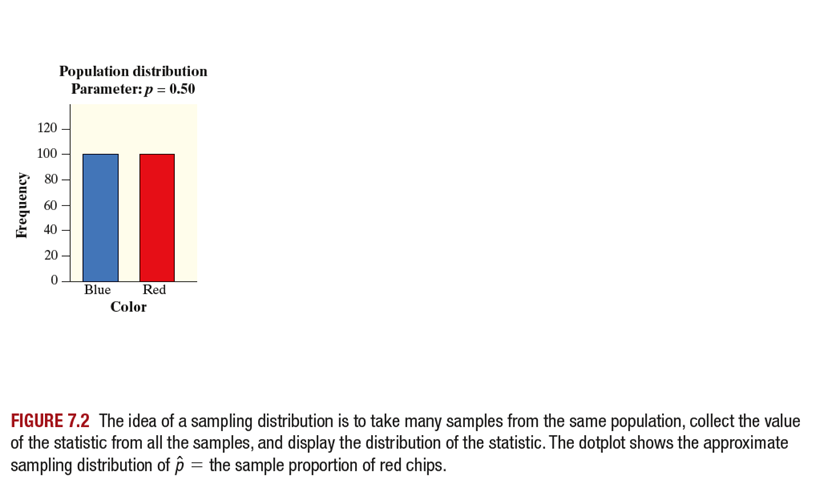 Population distribution
Parameter: p = 0.50
120
100
80
60
40
20
0
Frequency
Blue Red
Color
FIGURE 7.2 The idea of a sampling distribution is to take many samples from the same population, collect the value
of the statistic from all the samples, and display the distribution of the statistic. The dotplot shows the approximate
sampling distribution of p̂ = the sample proportion of red chips.